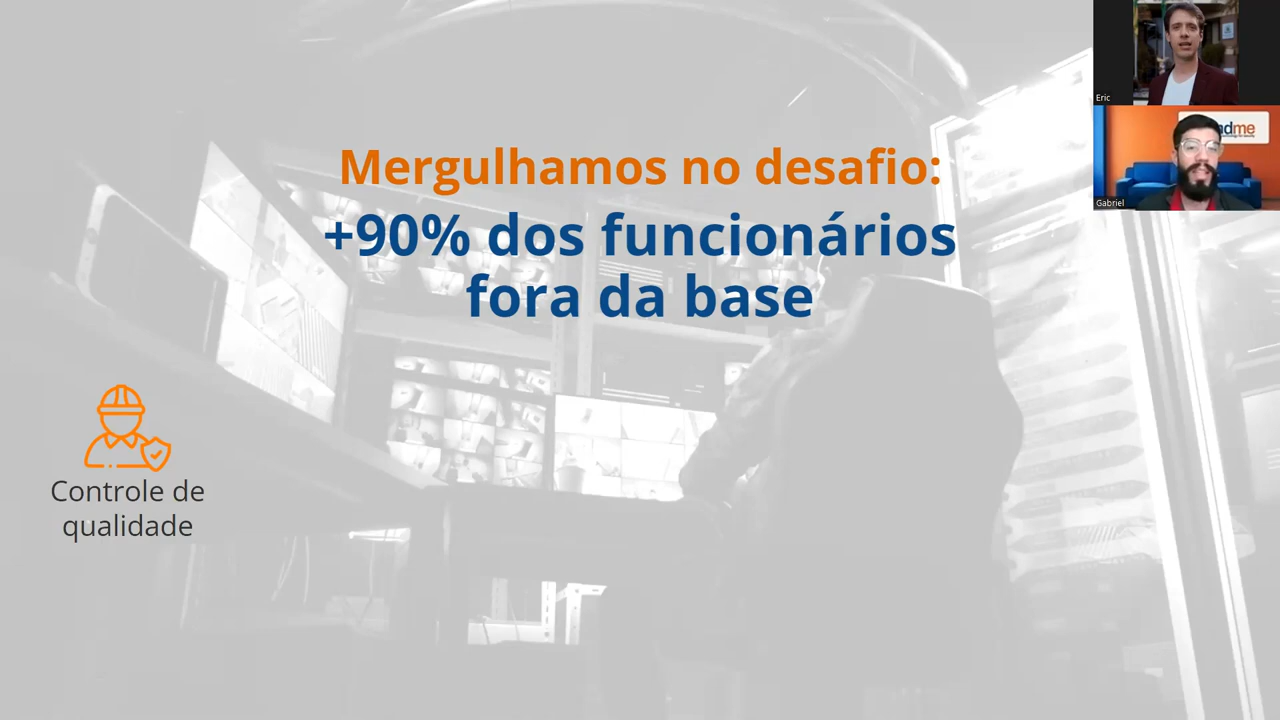 Mergulhamos no desafio:
+90% dos funcionários
fora da base
Controle de
qualidade
Eric
Gabriel